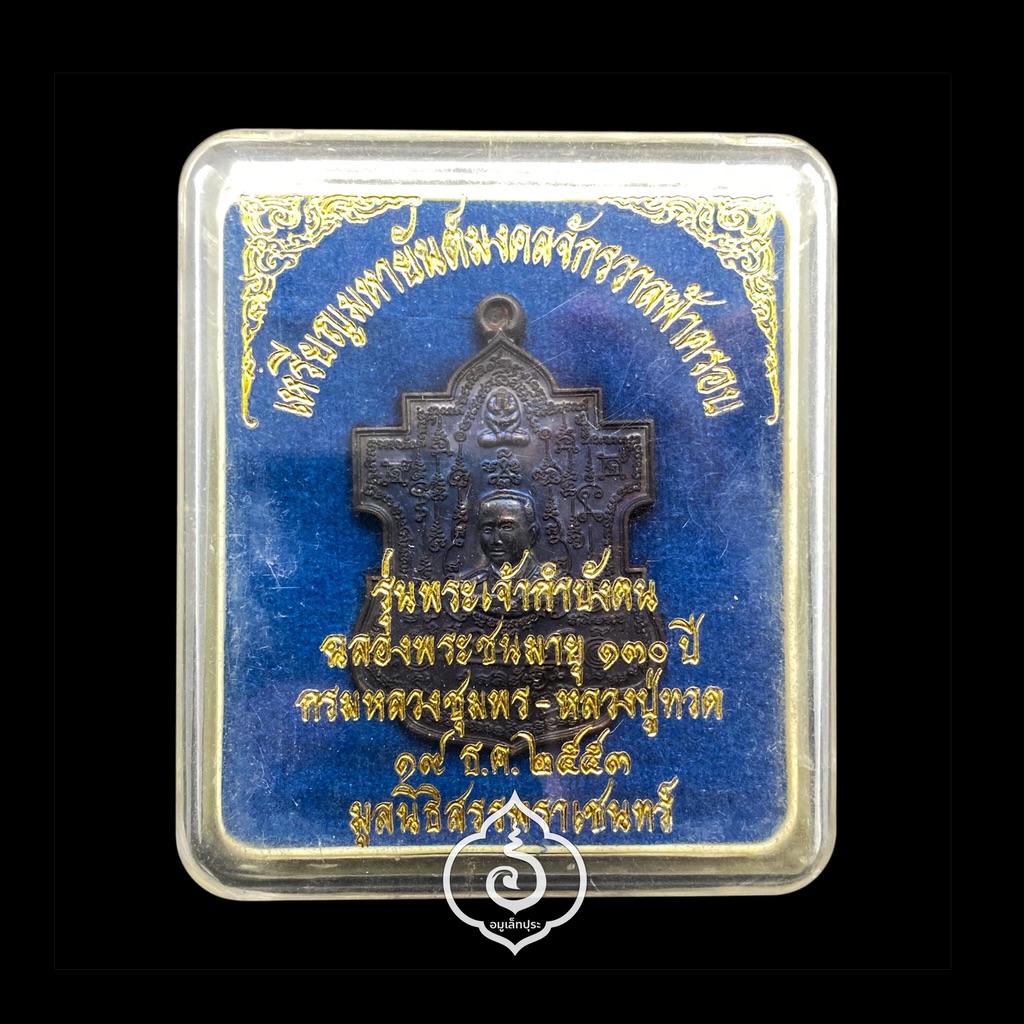 เหรียญมหายันต์มงคลจักรวาลฟ้าครอบ
รุ่นพระเจ้ากำบังตน
ฉลองพระชนมายุ ๑๓๐ ปี
กรมหลวงชุมพร - หลวงปู่ทวด
๑๙ ธ.ค. ๒๕๕๓
มูลนิธิสรรพราเชนทร์
อมูเล็ทปุระ